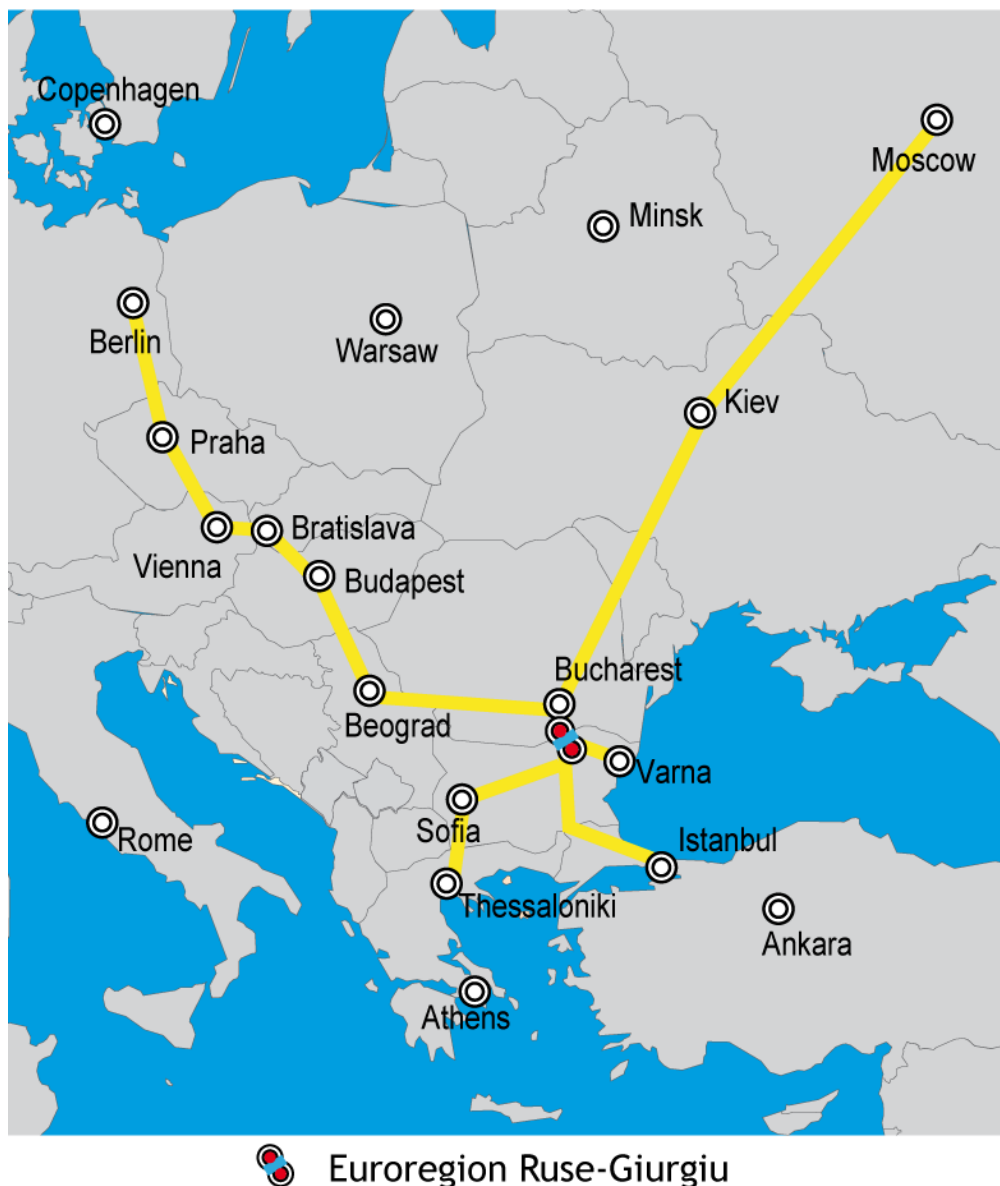 Copenhagen
Moscow
Minsk
Berlin
Warsaw
Kiev
Praha
Bratislava
Vienna
Budapest
Bucharest
Beograd
Varna
Sofia
Istanbul
Rome
Thessaloniki
Ankara
Athens
Euroregion Ruse-Giurgiu